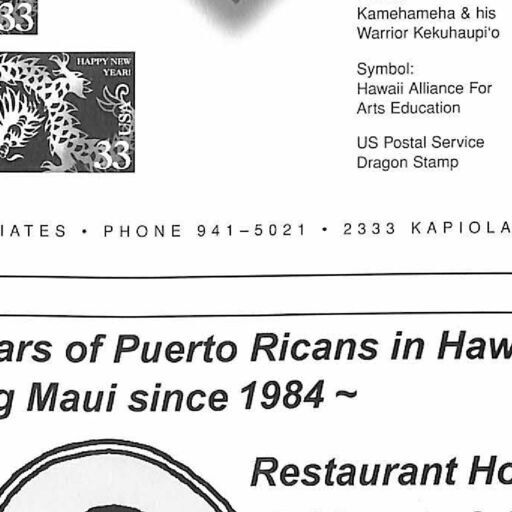 33
Kamehameha & his
Warrior Kekuhaupi'o
HAPPY NEW
YEAR!
USA
33
Symbol:
Hawaii Alliance For
Arts Education
US Postal Service
Dragon Stamp
IATES • PHONE 941–5021 • 2333 KAPIOLA
ars of Puerto Ricans in Haw
g Maui since 1984 ~
Restaurant Ho